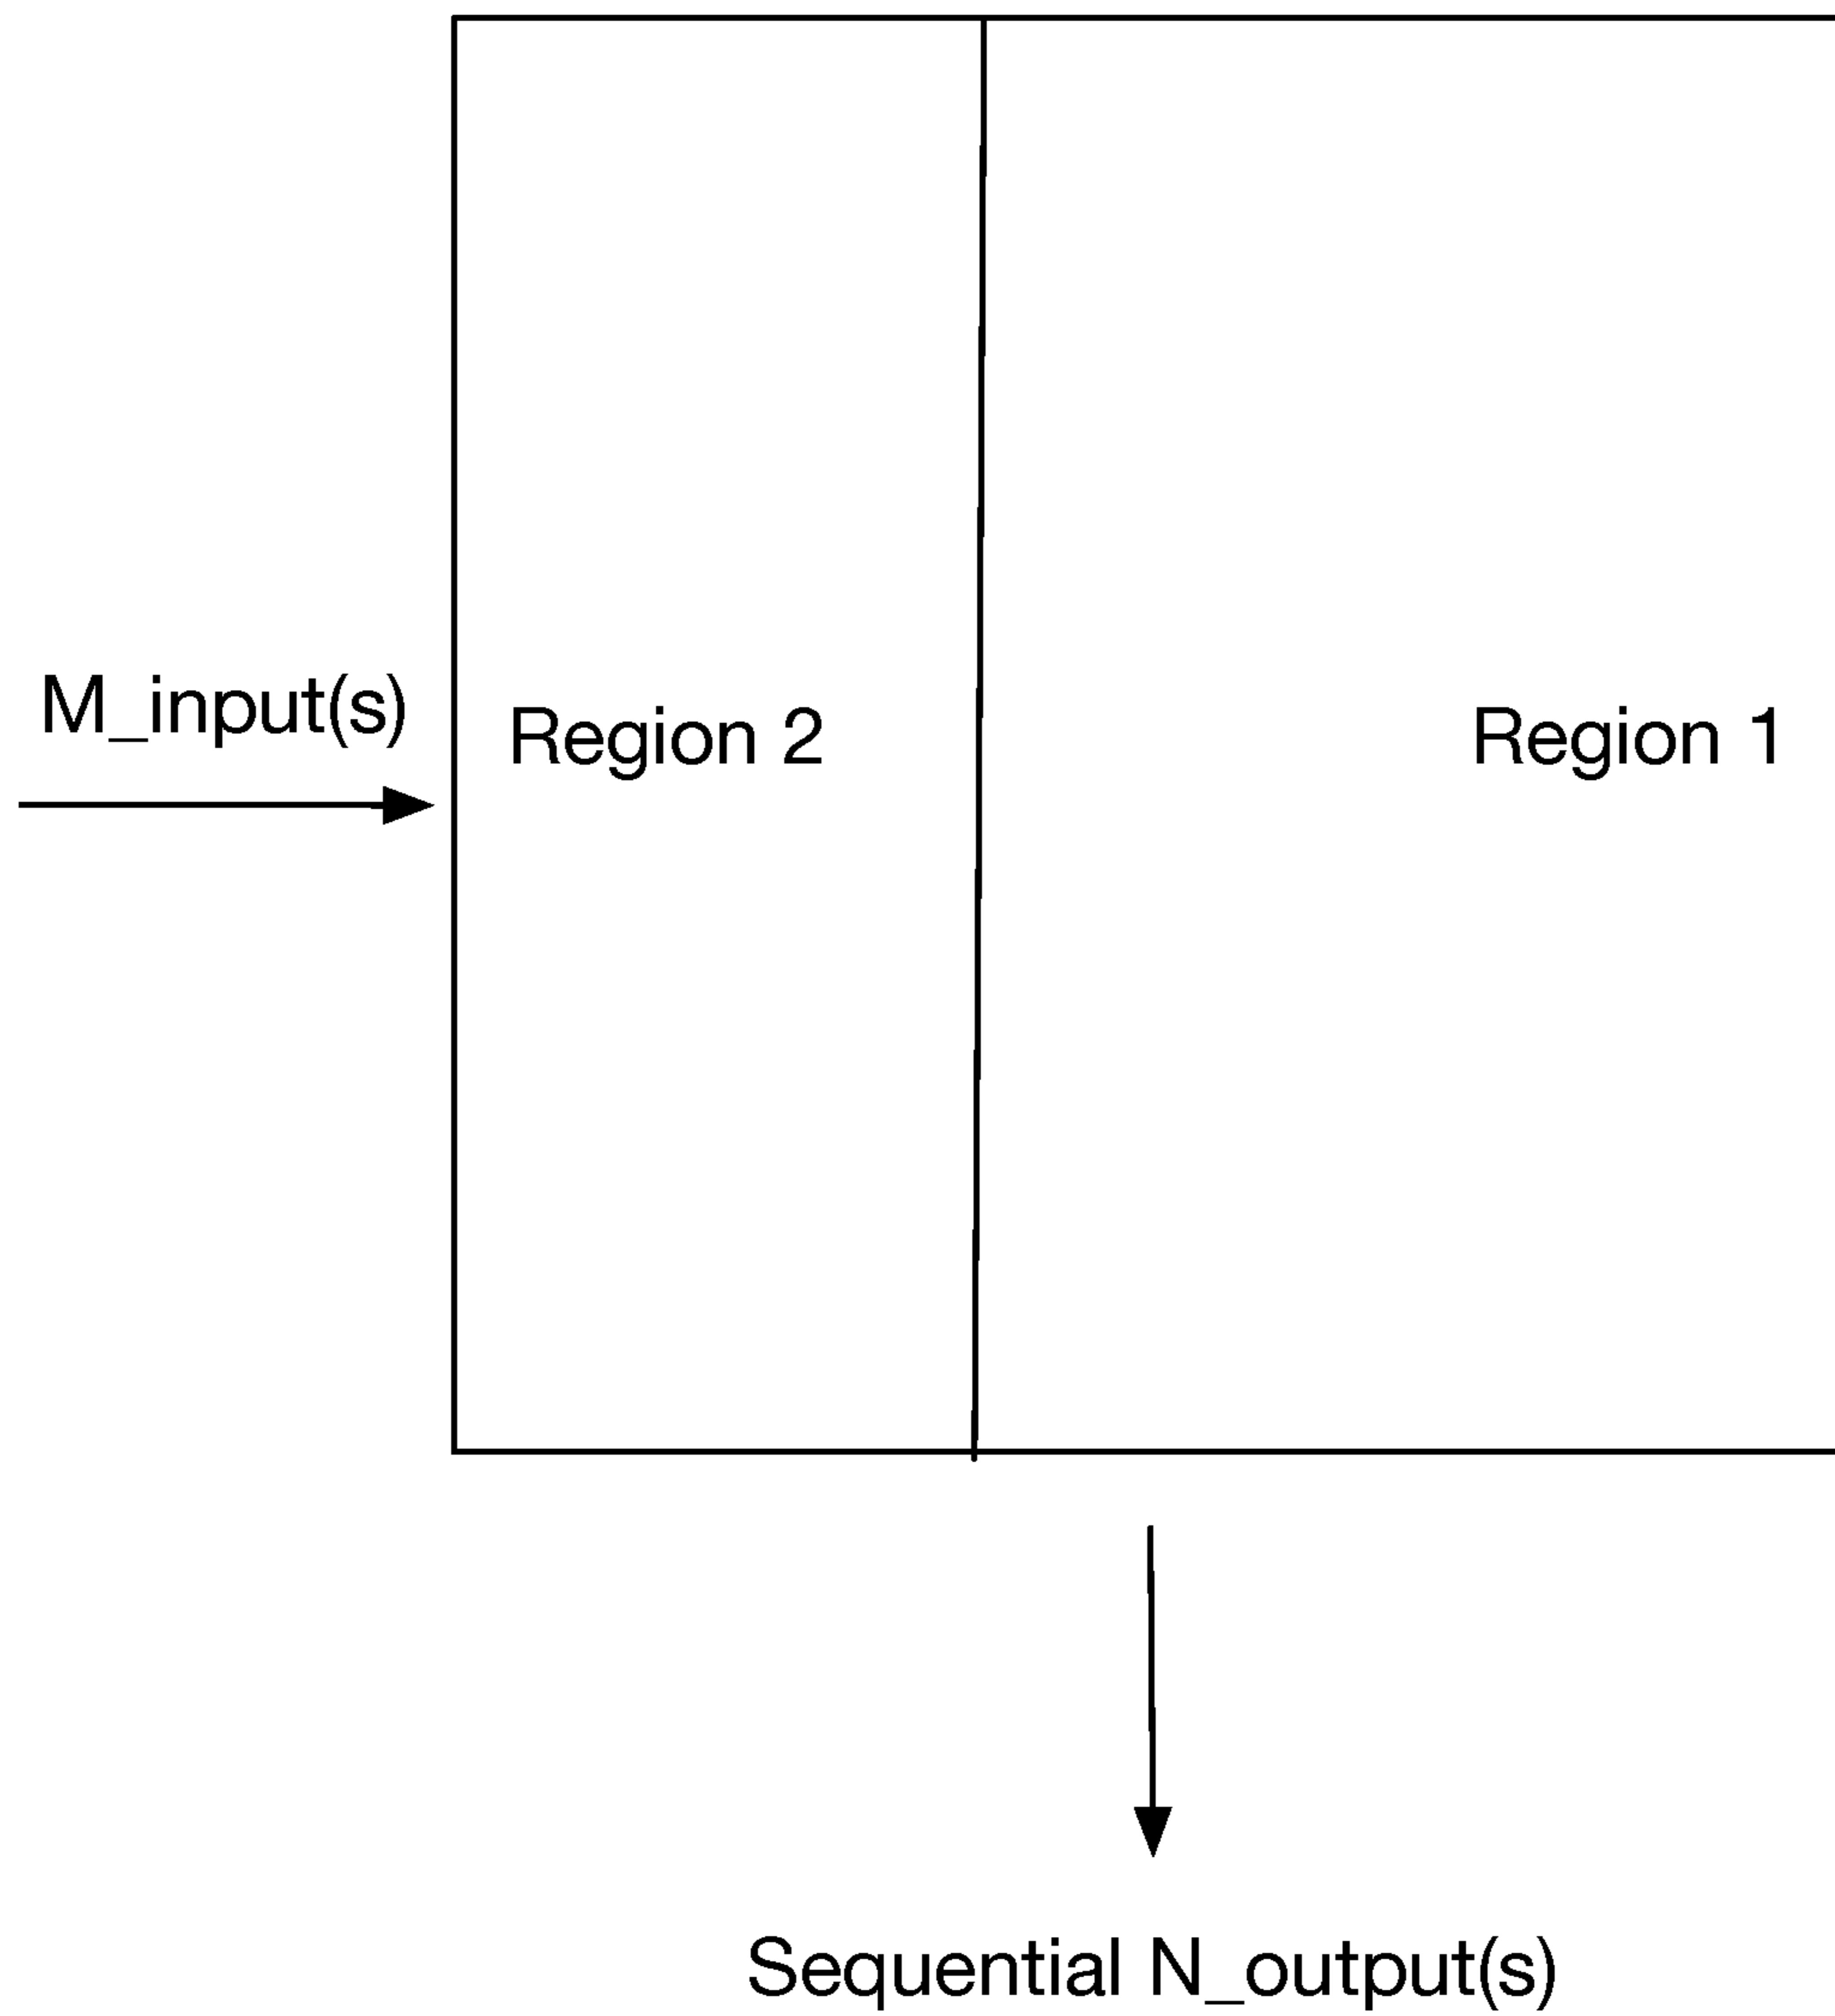 M_input(s)
Region 2
Region 1
Sequential N_output(s)